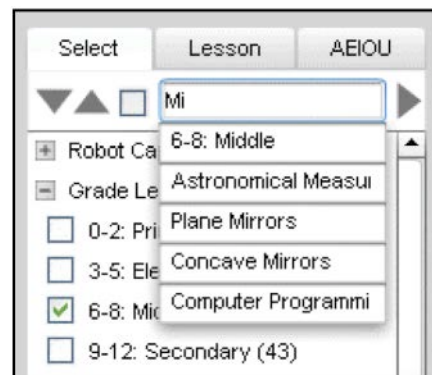 Select Lesson AEIOU
Mi
6-8: Middle
Robot Ca
Astronomical Measu
Grade Le
Plane Mirrors
0-2: Pri
Concave Mirrors
3-5: Ele
Computer Programmi
6-8: Mid
9-12: Secondary (43)